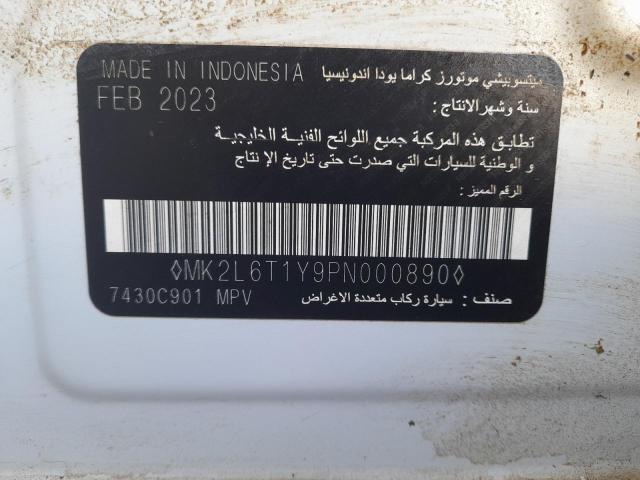 MADE IN INDONESIA ميتسوبيشي موتورز كراما يودا اندونيسيا
FEB 2023 سنة وشهر الانتاج :
تطابق هذه المركبة جميع اللوائح الفنية الخليجية
و الوطنية للسيارات التي صدرت حتى تاريخ الإنتاج
الرقم المميز :
◊MK2L6T1Y9PN000890◊
7430C901 MPV صنف : سيارة ركاب متعددة الاغراض